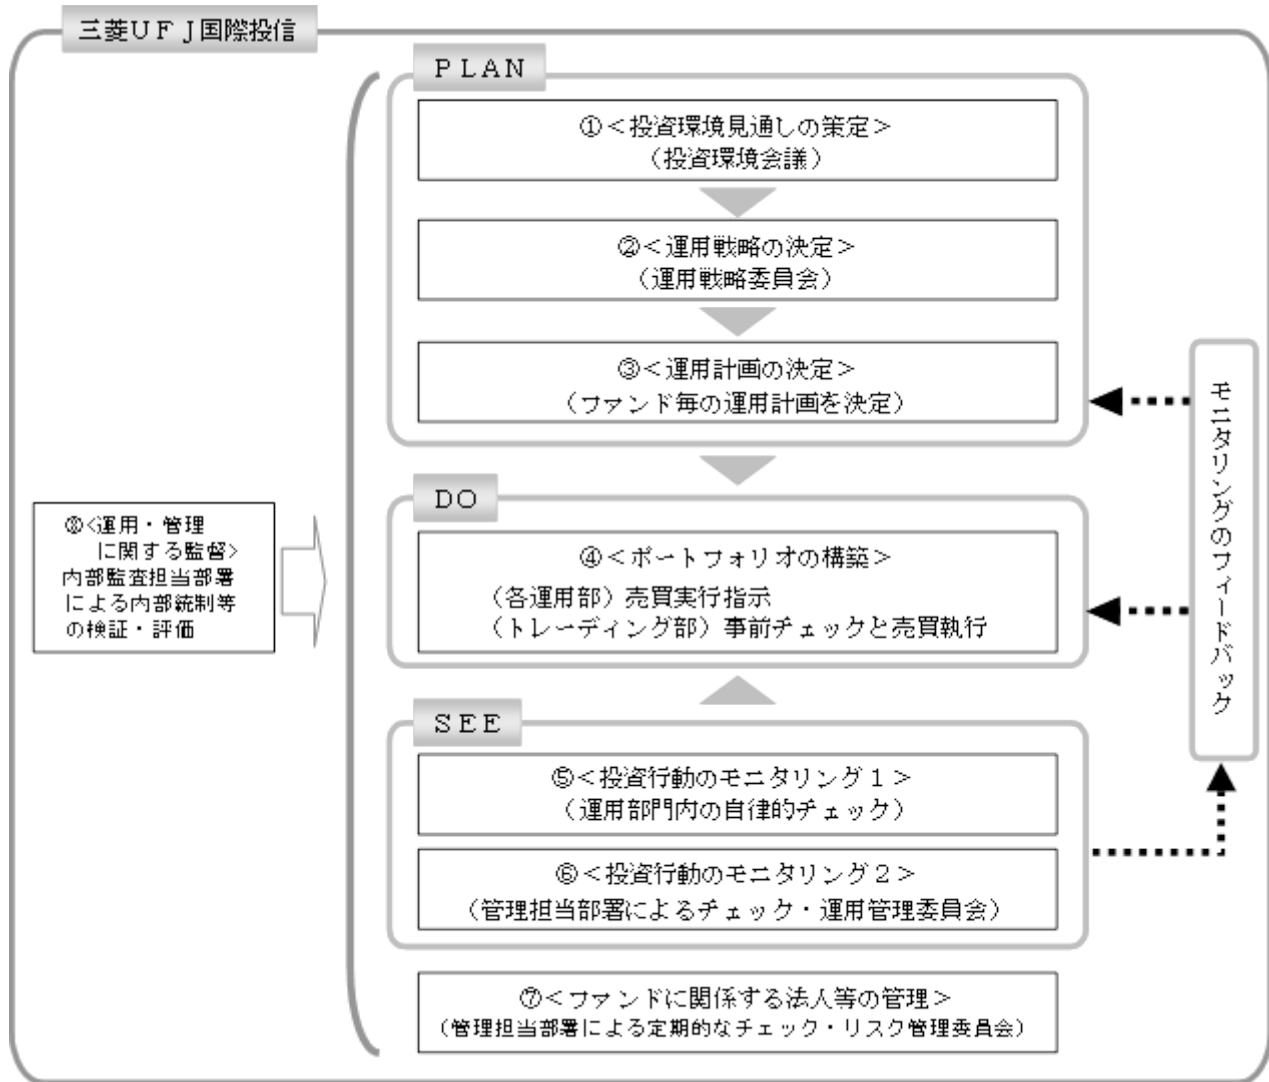 三菱ＵＦＪ国際投信
ＰＬＡＮ
①＜投資環境見通しの策定＞
（投資環境会議）
②＜運用戦略の決定＞
（運用戦略委員会）
③＜運用計画の決定＞
（ファンド毎の運用計画を決定）
ＤＯ
④＜ポートフォリオの構築＞
（各運用部）売買実行指示
（トレーディング部）事前チェックと売買執行
ＳＥＥ
⑤＜投資行動のモニタリング１＞
（運用部門内の自律的チェック）
⑥＜投資行動のモニタリング２＞
（管理担当部署によるチェック・運用管理委員会）
⑦＜ファンドに関係する法人等の管理＞
（管理担当部署による定期的なチェック・リスク管理委員会）
⑧＜運用・管理
に関する監督＞
内部監査担当部署
による内部統制等
の検証・評価
モニタリングのフィードバック